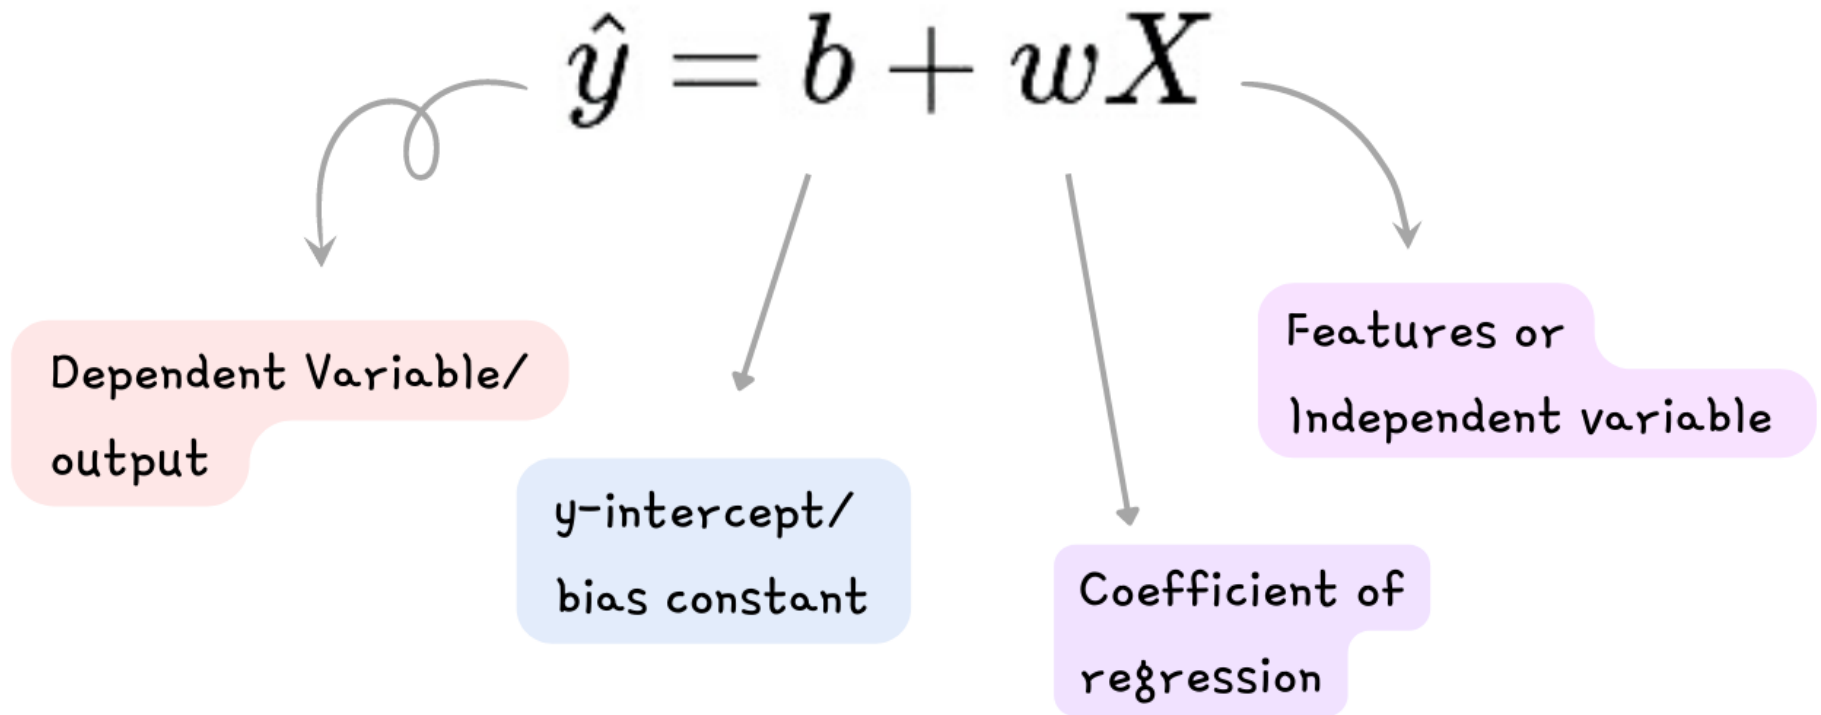 ŷ = b + wX
Dependent Variable/
output
y-intercept/
bias constant
Coefficient of
regression
Features or
Independent variable